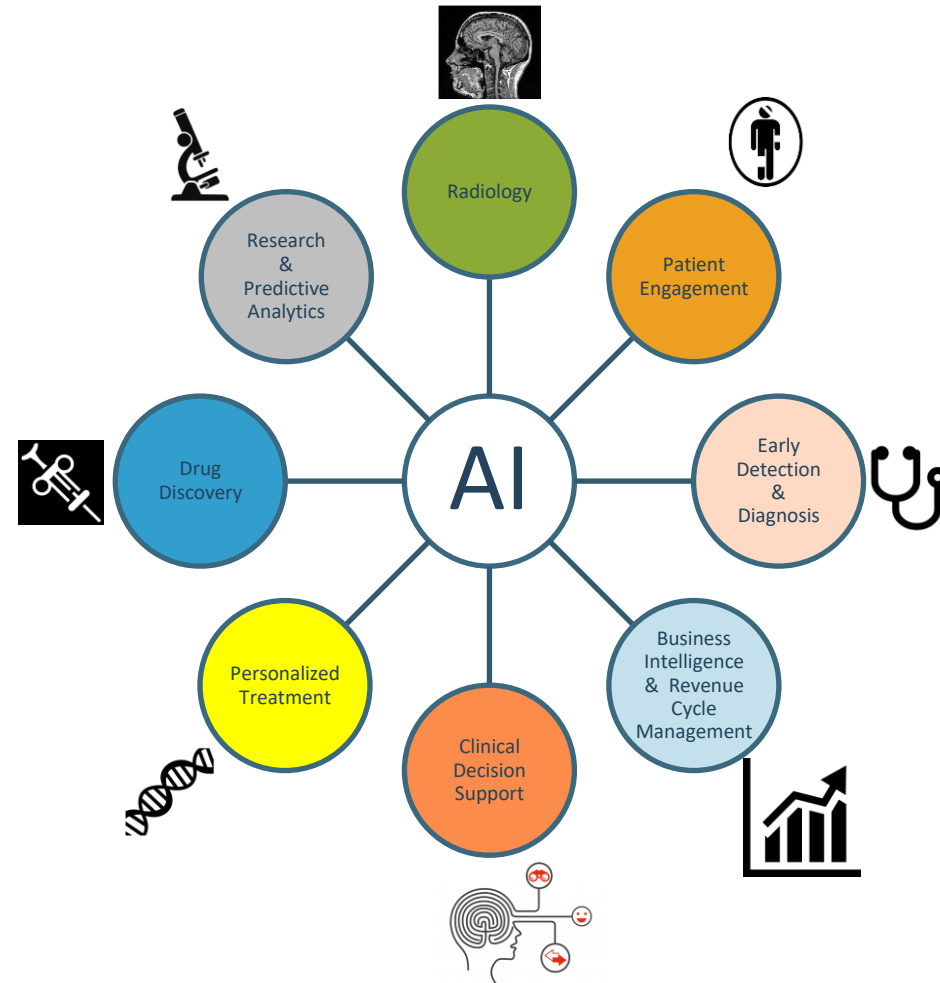 Radiology
Patient
Engagement
Early
Detection
&
Diagnosis
Business
Intelligence
& Revenue
Cycle
Management
Clinical
Decision
Support
Personalized
Treatment
Drug
Discovery
Research
&
Predictive
Analytics
AI